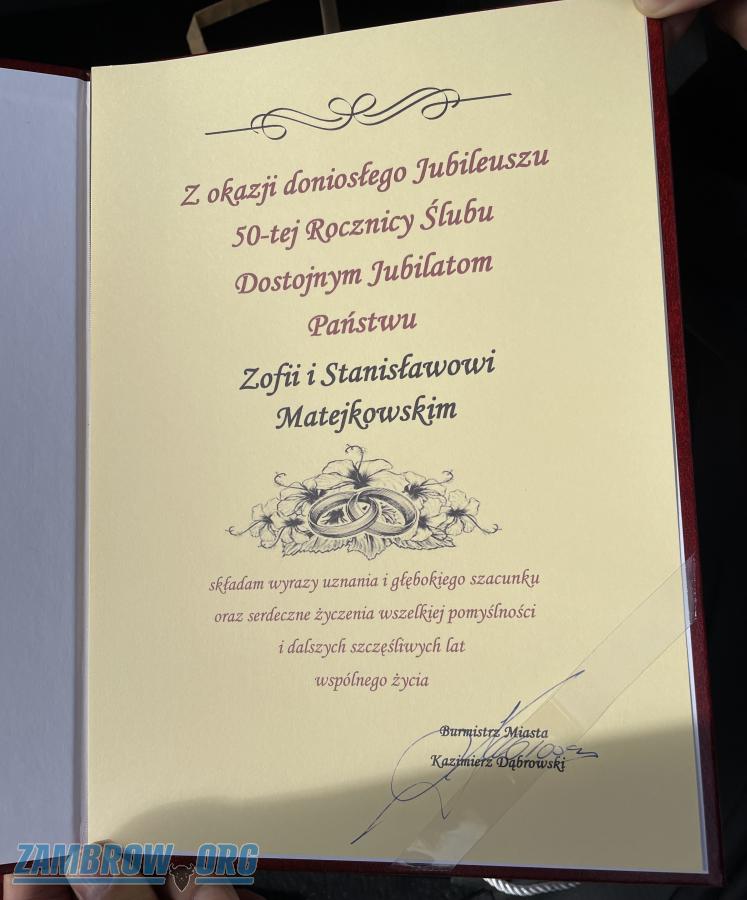 Z okazji doniosłego Jubileuszu
50-tej Rocznicy Ślubu
Dostojnym Jubilatom
Państwu
Zofii i Stanisławowi
Matejkowskim
składam wyrazy uznania i głębokiego szacunku
oraz serdeczne życzenia wszelkiej pomyślności
i dalszych szczęśliwych lat
wspólnego życia
Burmistrz Miasta
Kazimierz Dąbrowski
ZAMBROW.ORG